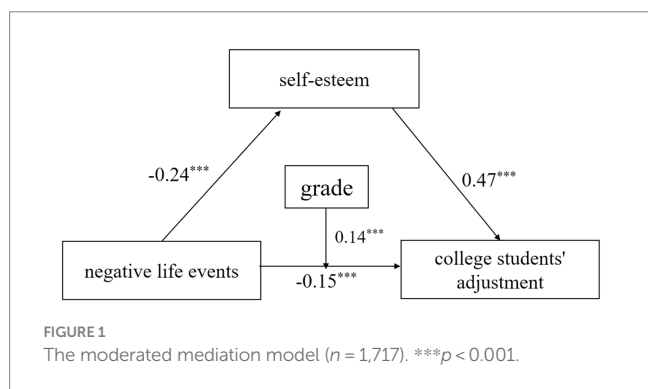 self-esteem
-0.24***
0.47***
grade
0.14***
negative life events
-0.15***
college students'
adjustment
FIGURE 1
The moderated mediation model (n = 1,717). ***p < 0.001.